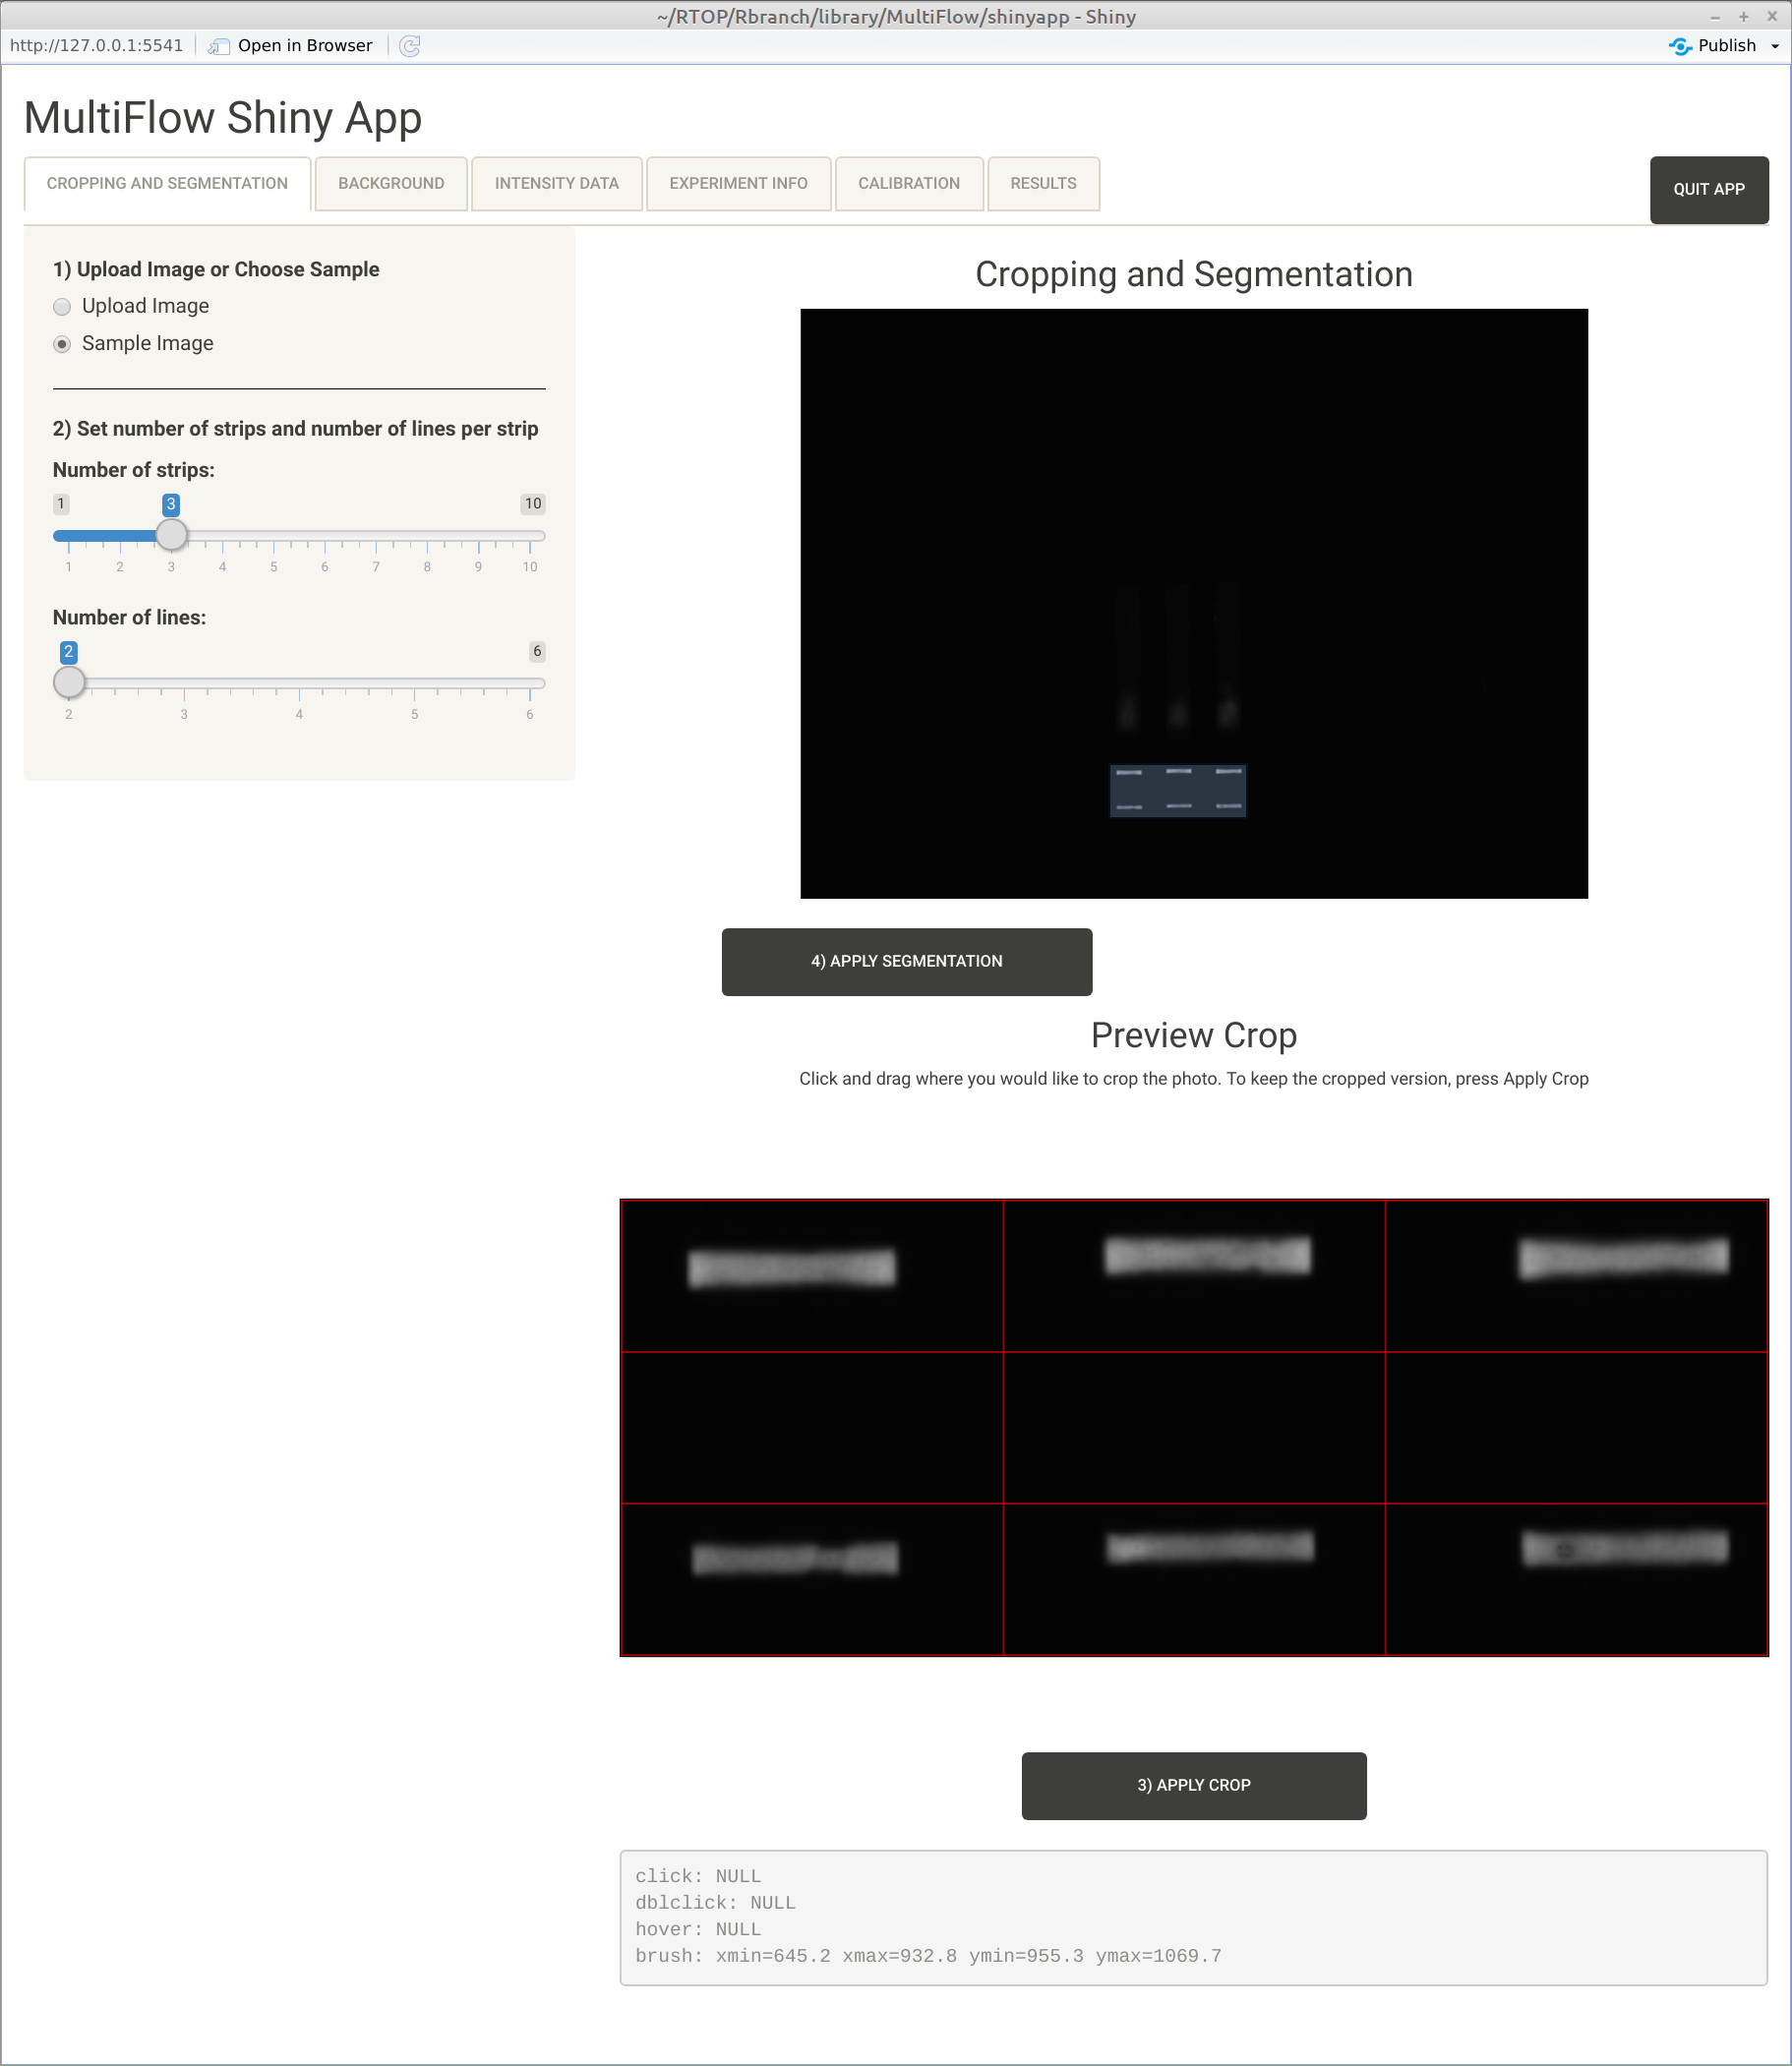 ~/RTOP/Rbranch/library/MultiFlow/shinyapp - Shiny
http://127.0.0.1:5541 Open in Browser Publish
MultiFlow Shiny App
CROPPING AND SEGMENTATION BACKGROUND INTENSITY DATA EXPERIMENT INFO CALIBRATION RESULTS QUIT APP
1) Upload Image or Choose Sample
Upload Image
Sample Image
2) Set number of strips and number of lines per strip
Number of strips:
1 3 10
1 2 3 4 5 6 7 8 9 10
Number of lines:
2 6
2 3 4 5 6
Cropping and Segmentation
4) APPLY SEGMENTATION
Preview Crop
Click and drag where you would like to crop the photo. To keep the cropped version, press Apply Crop
3) APPLY CROP
click: NULL
dblclick: NULL
hover: NULL
brush: xmin=645.2 xmax=932.8 ymin=955.3 ymax=1069.7